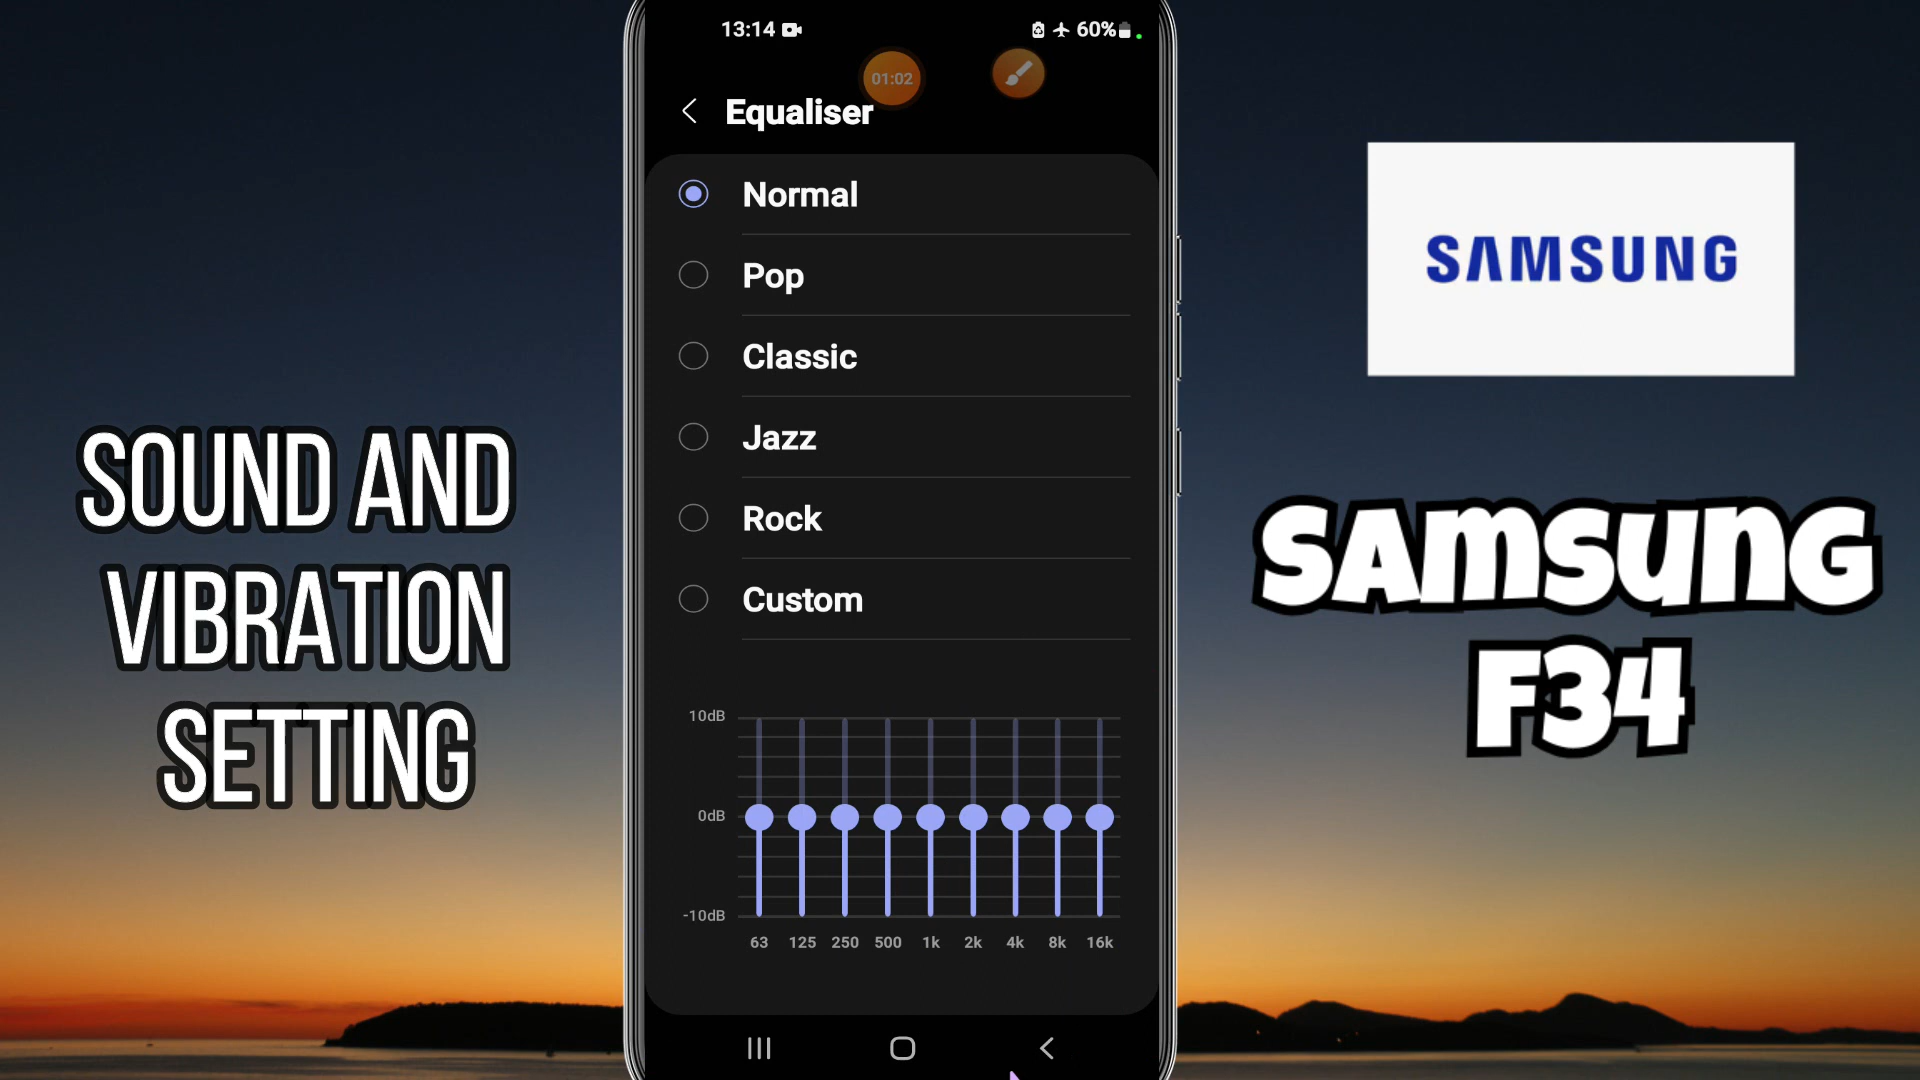 13:14
60%
01:02
Equaliser
Normal
Pop
Classic
Jazz
Rock
Custom
10dB
0dB
-10dB
63 125 250 500 1k 2k 4k 8k 16k
SOUND AND
VIBRATION
SETTING
SAMSUNG
SAMSUNG
F34